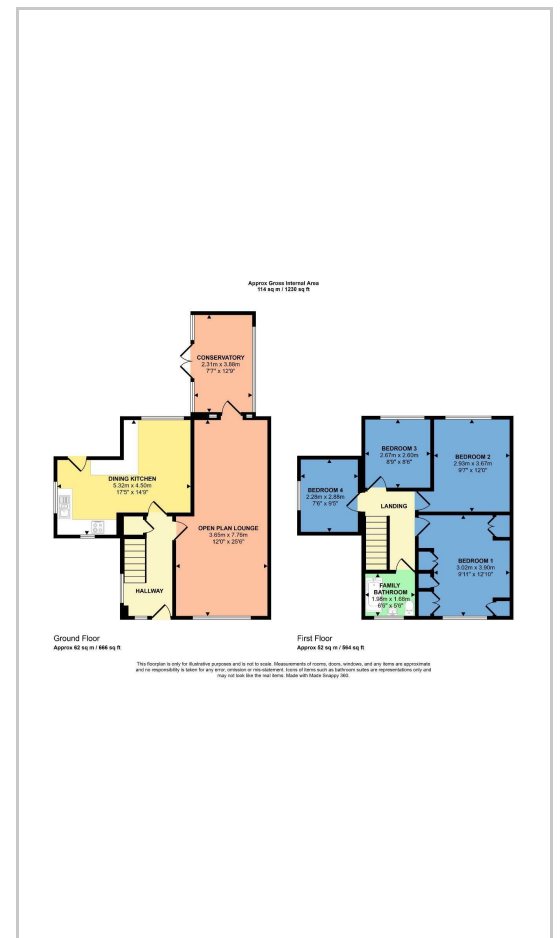 Approx Gross Internal Area
114 sq m / 1230 sq ft
CONSERVATORY
2.31m x 3.88m
7'7" x 12'9"
DINING KITCHEN
5.32m x 4.50m
17'5" x 14'9"
OPEN PLAN LOUNGE
3.65m x 7.76m
12'0" x 25'6"
HALLWAY
Ground Floor
Approx 62 sq m / 666 sq ft
BEDROOM 3
2.67m x 2.60m
8'9" x 8'6"
BEDROOM 2
2.93m x 3.67m
9'7" x 12'0"
BEDROOM 4
2.28m x 2.88m
7'6" x 9'5"
LANDING
BEDROOM 1
3.02m x 3.90m
9'11" x 12'10"
FAMILY
BATHROOM
1.98m x 1.68m
6'6" x 5'6"
First Floor
Approx 52 sq m / 564 sq ft
This floorplan is only for illustrative purposes and is not to scale. Measurements of rooms, doors, windows, and any items are approximate
and no responsibility is taken for any error, omission or mis-statement. Icons of items such as bathroom suites are representations only and
may not look like the real items. Made with Made Snappy 360.